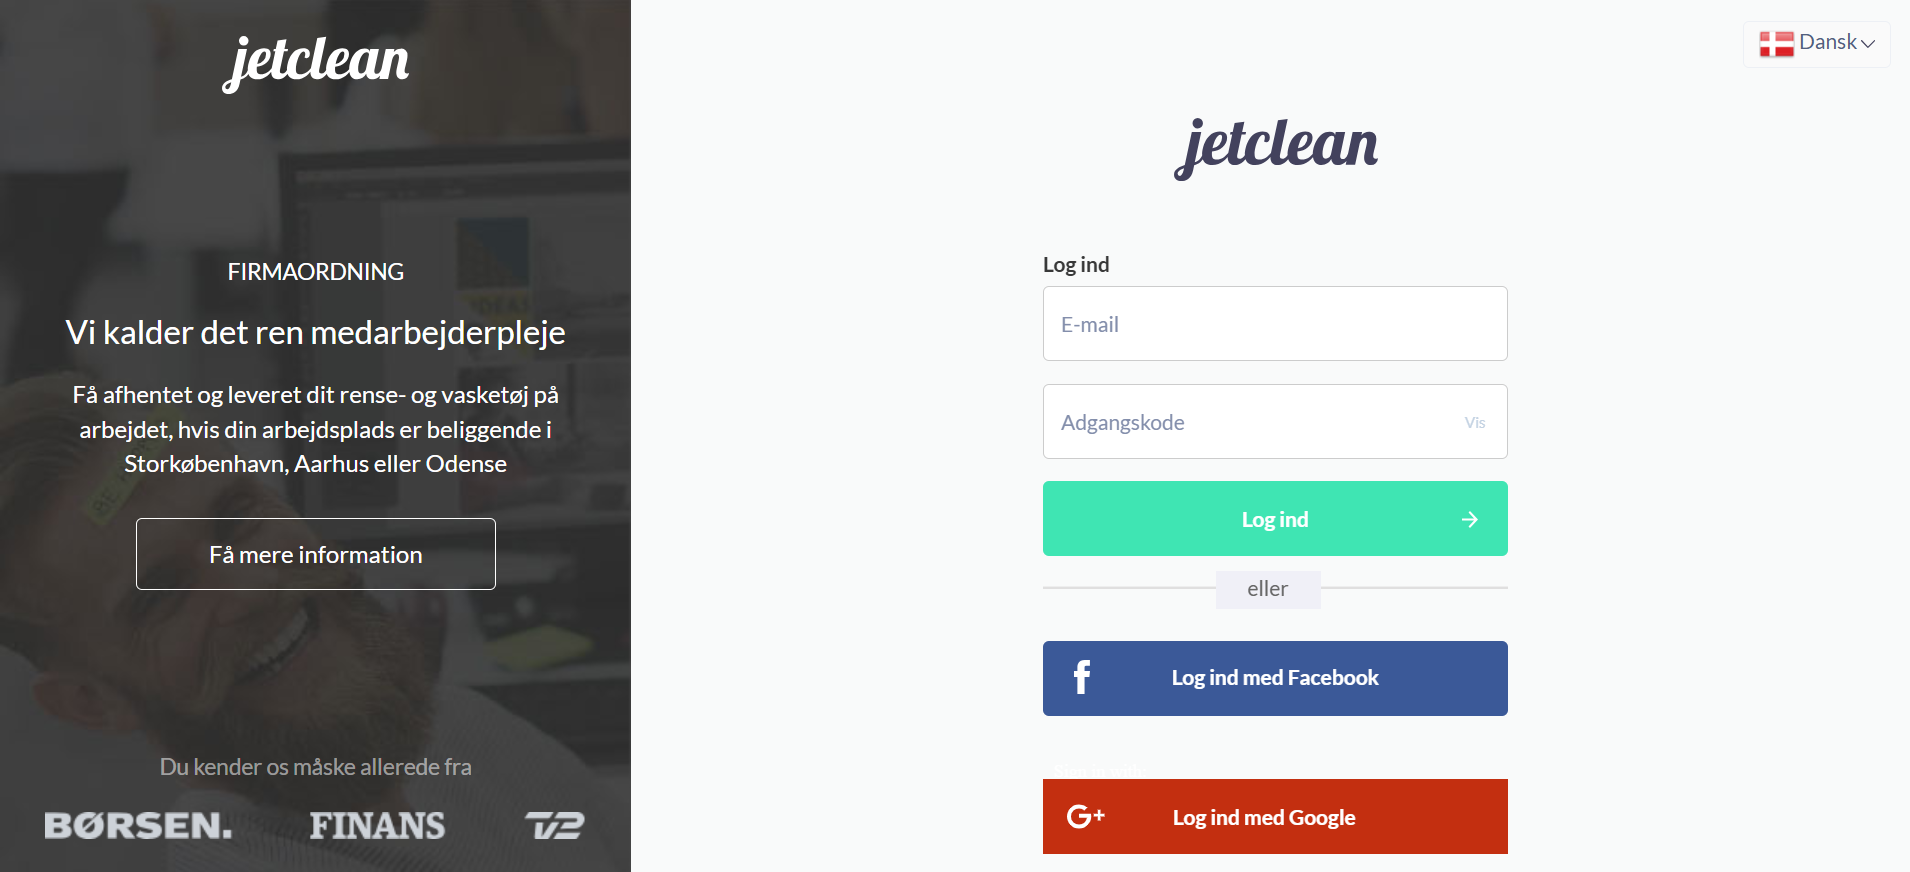 jetclean
FIRMAORDNING
Vi kalder det ren medarbejderpleje
Få afhentet og leveret dit rense- og vasketøj på
arbejdet, hvis din arbejdsplads er beliggende i
Storkøbenhavn, Aarhus eller Odense
Få mere information
Du kender os måske allerede fra
BØRSEN.
FINANS
TV2
Dansk
jetclean
Log ind
E-mail
Adgangskode
Vis
Log ind
eller
Log ind med Facebook
G+
Log ind med Google